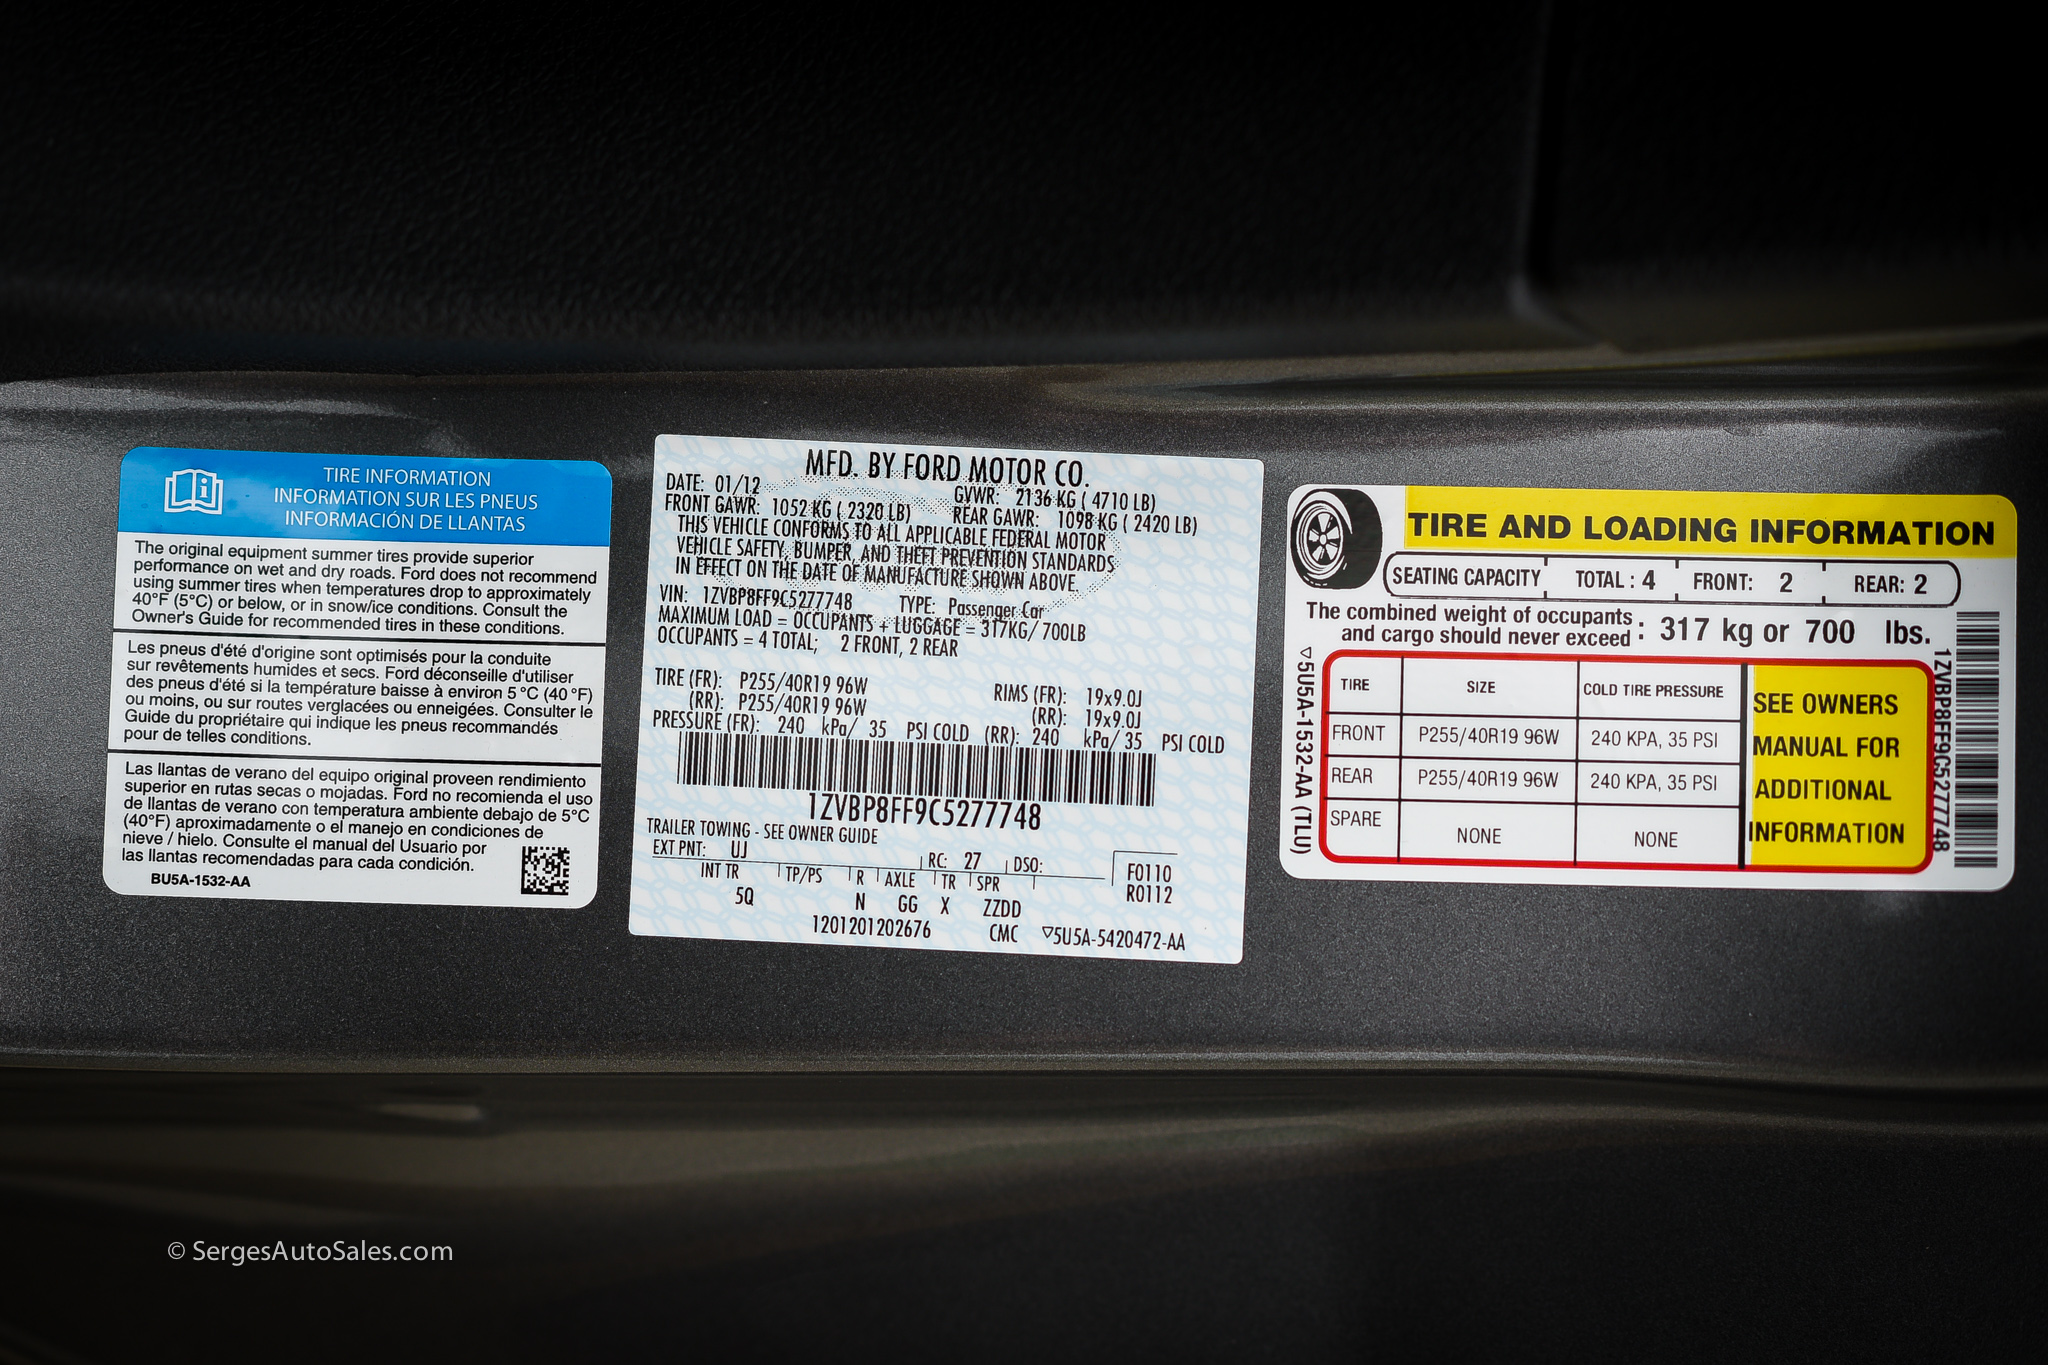 TIRE INFORMATION
INFORMATION SUR LES PNEUS
INFORMACIÓN DE LLANTAS
The original equipment summer tires provide superior
performance on wet and dry roads. Ford does not recommend
using summer tires when temperatures drop to approximately
40°F (5°C) or below, or in snow/ice conditions. Consult the
Owner's Guide for recommended tires in these conditions.
Les pneus d'été d'origine sont optimisés pour la conduite
sur revêtements humides et secs. Ford déconseille d'utiliser
des pneus d'été si la température baisse à environ 5 °C (40 °F)
ou moins, ou sur routes verglacées ou enneigées. Consulter le
Guide du propriétaire qui indique les pneus recommandés
pour de telles conditions.
Las llantas de verano del equipo original proveen rendimiento
superior en rutas secas o mojadas. Ford no recomienda el uso
de llantas de verano con temperatura ambiente debajo de 5°C
(40°F) aproximadamente o el manejo en condiciones de
nieve / hielo. Consulte el manual del Usuario por
las llantas recomendadas para cada condición.
BU5A-1532-AA
MFD. BY FORD MOTOR CO.
DATE: 01/12 GVWR: 2136 KG ( 4710 LB)
FRONT GAWR: 1052 KG ( 2320 LB) REAR GAWR: 1098 KG ( 2420 LB)
THIS VEHICLE CONFORMS TO ALL APPLICABLE FEDERAL MOTOR
VEHICLE SAFETY, BUMPER, AND THEFT PREVENTION STANDARDS
IN EFFECT ON THE DATE OF MANUFACTURE SHOWN ABOVE.
VIN: 1ZVBP8FF9C5277748 TYPE: Passenger Car
MAXIMUM LOAD = OCCUPANTS + LUGGAGE = 317KG/ 700LB
OCCUPANTS = 4 TOTAL; 2 FRONT, 2 REAR
TIRE (FR): P255/40R19 96W RIMS (FR): 19x9.0J
(RR): P255/40R19 96W (RR): 19x9.0J
PRESSURE (FR): 240 kPa/ 35 PSI COLD (RR): 240 kPa/ 35 PSI COLD
1ZVBP8FF9C5277748
TRAILER TOWING - SEE OWNER GUIDE
EXT PNT: UJ RC: 27 DSO: F0110
INT TR TP/PS R AXLE TR SPR R0112
5Q N GG X ZZDD
1201201202676 CMC ▽5U5A-5420472-AA
TIRE AND LOADING INFORMATION
SEATING CAPACITY TOTAL : 4 FRONT: 2 REAR: 2
The combined weight of occupants
and cargo should never exceed : 317 kg or 700 lbs.
TIRE SIZE COLD TIRE PRESSURE
FRONT P255/40R19 96W 240 KPA, 35 PSI
REAR P255/40R19 96W 240 KPA, 35 PSI
SPARE NONE NONE
SEE OWNERS
MANUAL FOR
ADDITIONAL
INFORMATION
▽5U5A-1532-AA (TLU)
1ZVBP8FF9C5277748
© SergesAutoSales.com